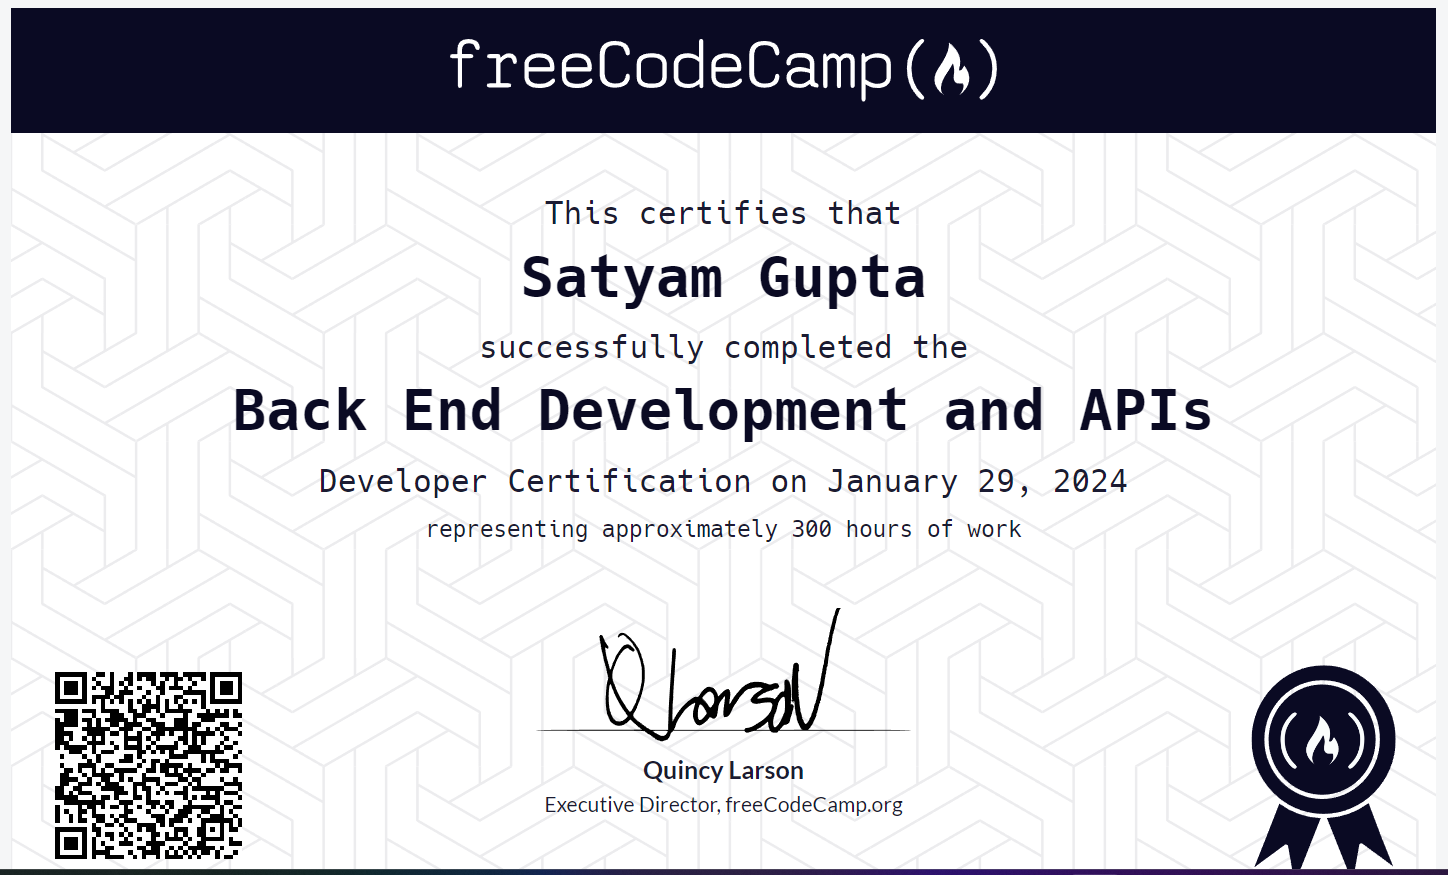 freeCodeCamp
This certifies that
Satyam Gupta
successfully completed the
Back End Development and APIs
Developer Certification on January 29, 2024
representing approximately 300 hours of work
Quincy Larson
Executive Director, freeCodeCamp.org